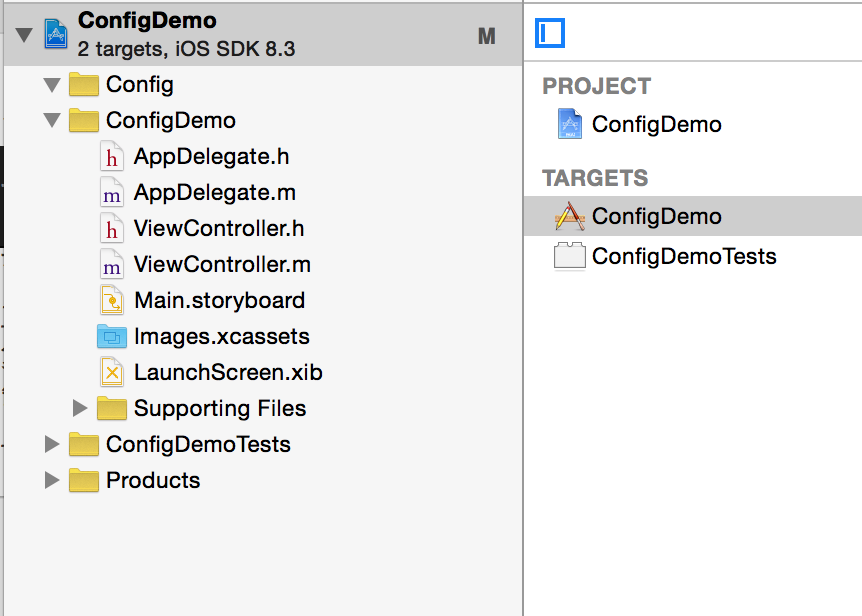 ConfigDemo
2 targets, iOS SDK 8.3
M
Config
ConfigDemo
h AppDelegate.h
m AppDelegate.m
h ViewController.h
m ViewController.m
Main.storyboard
Images.xcassets
LaunchScreen.xib
Supporting Files
ConfigDemoTests
Products
PROJECT
ConfigDemo
TARGETS
ConfigDemo
ConfigDemoTests